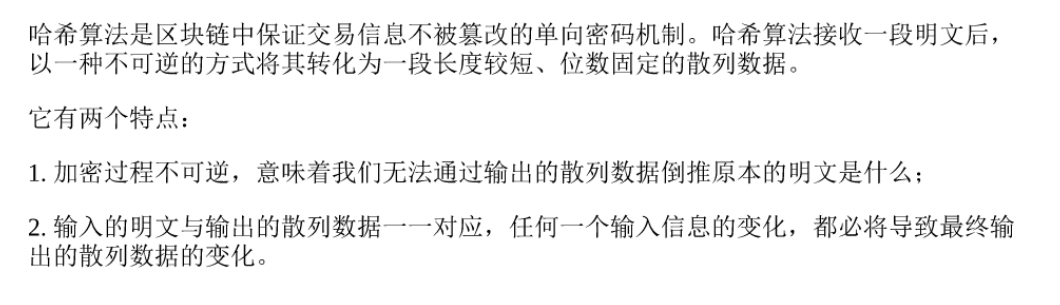 哈希算法是区块链中保证交易信息不被篡改的单向密码机制。哈希算法接收一段明文后，
以一种不可逆的方式将其转化为一段长度较短、位数固定的散列数据。
它有两个特点：
1. 加密过程不可逆，意味着我们无法通过输出的散列数据倒推原本的明文是什么；
2. 输入的明文与输出的散列数据一一对应，任何一个输入信息的变化，都必将导致最终输
出的散列数据的变化。